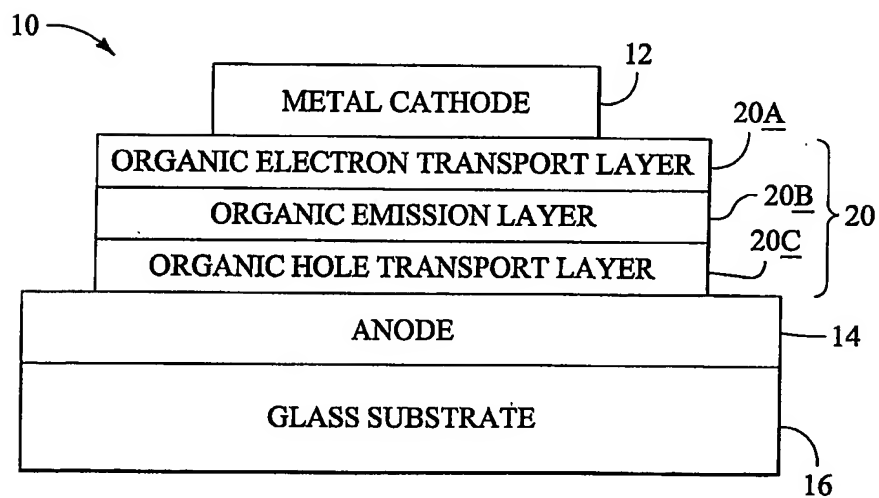 10
12
METAL CATHODE
20A
ORGANIC ELECTRON TRANSPORT LAYER
20B
ORGANIC EMISSION LAYER
20
20C
ORGANIC HOLE TRANSPORT LAYER
ANODE
14
GLASS SUBSTRATE
16